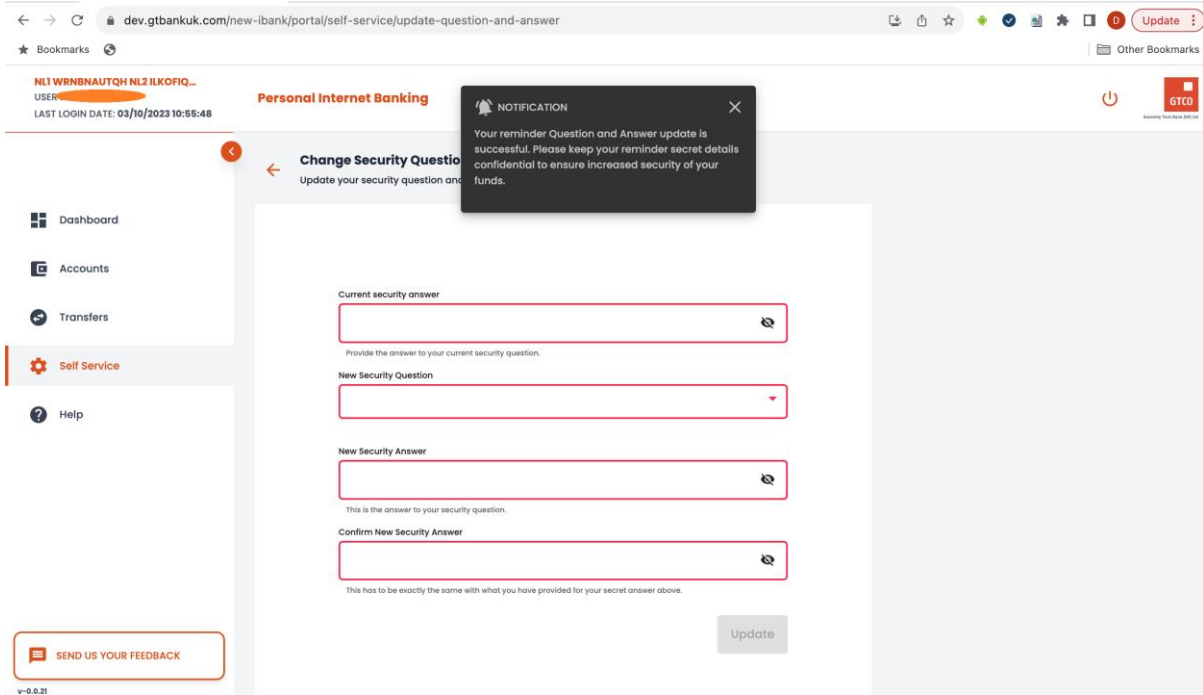 dev.gtbankuk.com/new-ibank/portal/self-service/update-question-and-answer
D
Update
Bookmarks
Other Bookmarks
NL1 WRNBNAUTQH NL2 ILKOFIQ...
USER
LAST LOGIN DATE: 03/10/2023 10:55:48
Personal Internet Banking
GTCO
NOTIFICATION
Your reminder Question and Answer update is
successful. Please keep your reminder secret details
confidential to ensure increased security of your
funds.
Change Security Questio
Update your security question and
Dashboard
Accounts
Transfers
Self Service
Help
Current security answer
Provide the answer to your current security question.
New Security Question
New Security Answer
This is the answer to your security question.
Confirm New Security Answer
This has to be exactly the same with what you have provided for your secret answer above.
Update
SEND US YOUR FEEDBACK
v-0.0.21